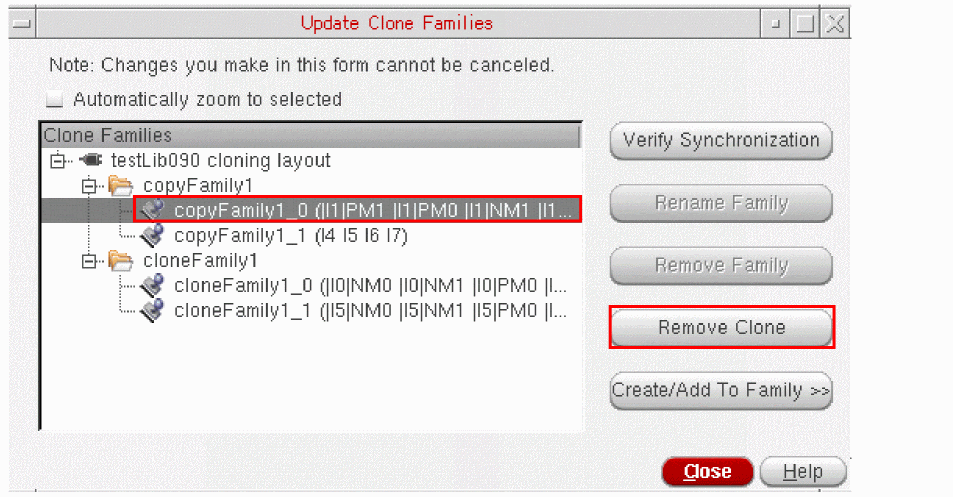 Update Clone Families
Note: Changes you make in this form cannot be canceled.
Automatically zoom to selected
Clone Families
testLib090 cloning layout
copyFamily1
copyFamily1_0 (|I1|PM1 |I1|PM0 |I1|NM1 |I1...
copyFamily1_1 (I4 I5 I6 I7)
cloneFamily1
cloneFamily1_0 (|I0|NM0 |I0|NM1 |I0|PM0 |I...
cloneFamily1_1 (|I5|NM0 |I5|NM1 |I5|PM0 |I...
Verify Synchronization
Rename Family
Remove Family
Remove Clone
Create/Add To Family >>
Close
Help